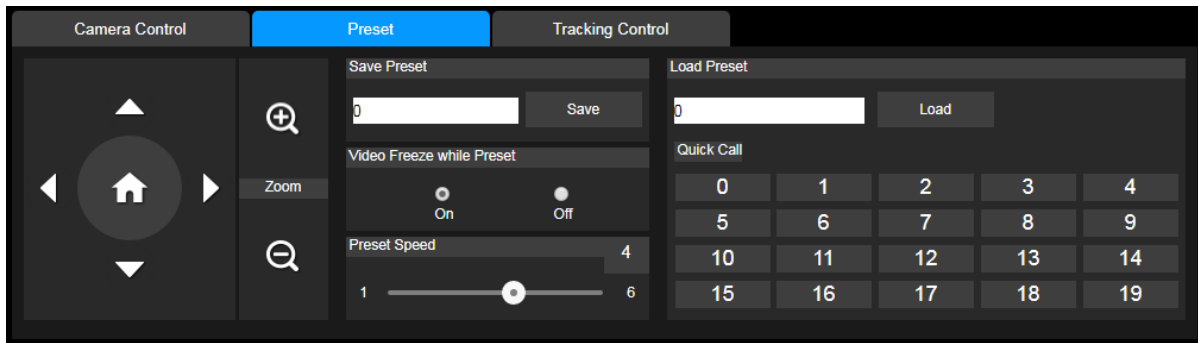 Camera Control
Preset
Tracking Control
Zoom
Save Preset
0
Save
Video Freeze while Preset
On
Off
Preset Speed
4
1
6
Load Preset
0
Load
Quick Call
0 1 2 3 4
5 6 7 8 9
10 11 12 13 14
15 16 17 18 19